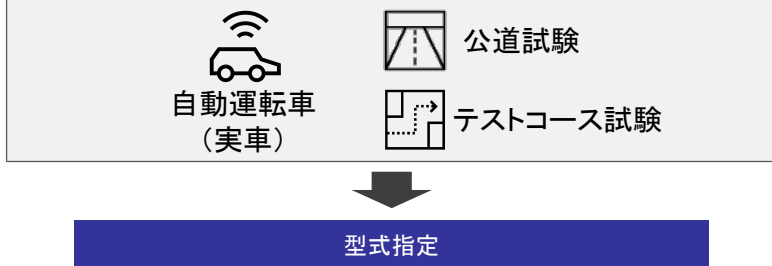 公道試験
自動運転車
（実車）
テストコース試験
型式指定